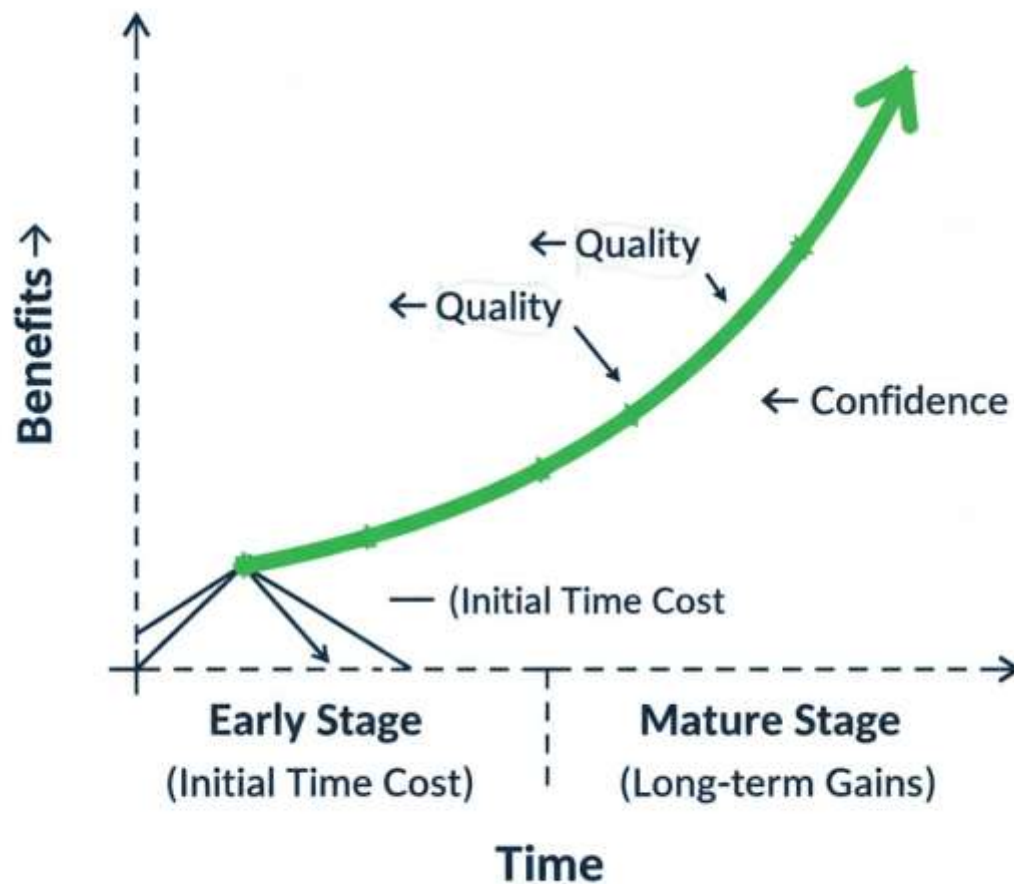 Benefits →
← Quality
← Quality
← Confidence
— (Initial Time Cost
Early Stage
(Initial Time Cost)
Mature Stage
(Long-term Gains)
Time